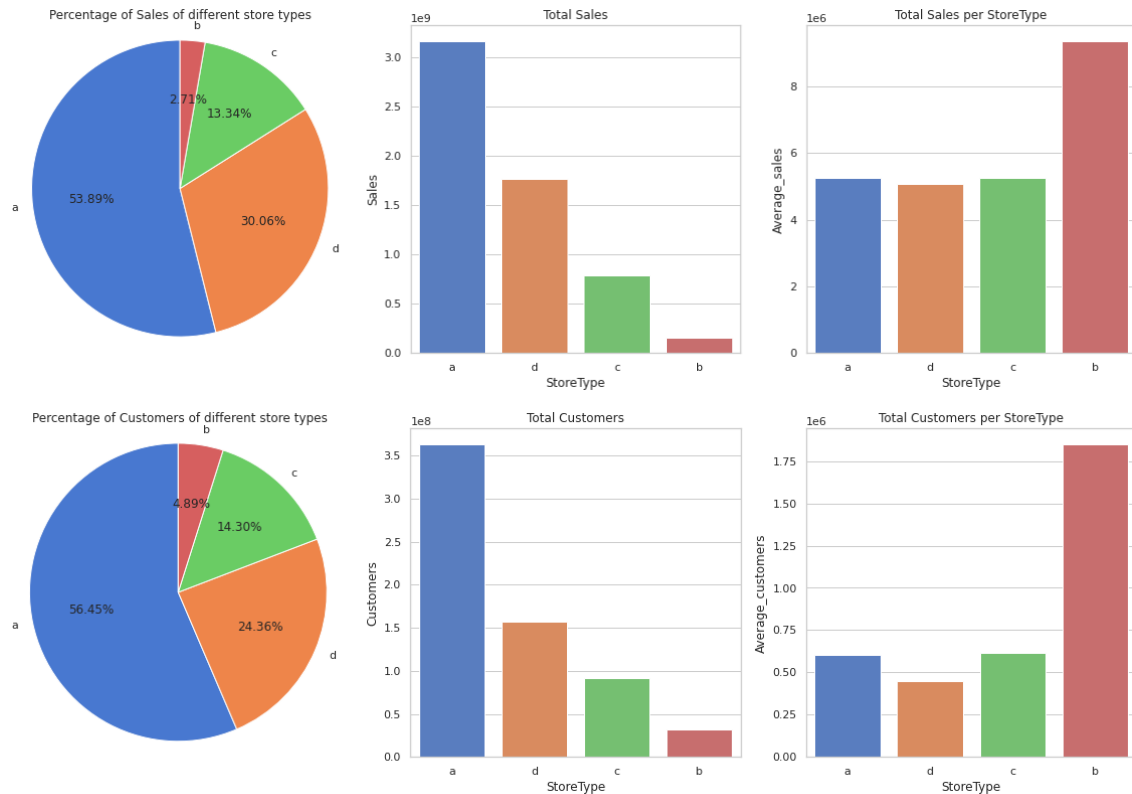 Percentage of Sales of different store types
b
c
2.71%
13.34%
53.89%
a
30.06%
d
Total Sales
1e9
3.0
2.5
2.0
1.5
1.0
0.5
0.0
Sales
a d c b
StoreType
Total Sales per StoreType
1e6
8
6
4
2
0
Average_sales
a d c b
StoreType
Percentage of Customers of different store types
b
c
4.89%
14.30%
56.45%
a
24.36%
d
Total Customers
1e8
3.5
3.0
2.5
2.0
1.5
1.0
0.5
0.0
Customers
a d c b
StoreType
Total Customers per StoreType
1e6
1.75
1.50
1.25
1.00
0.75
0.50
0.25
0.00
Average_customers
a d c b
StoreType